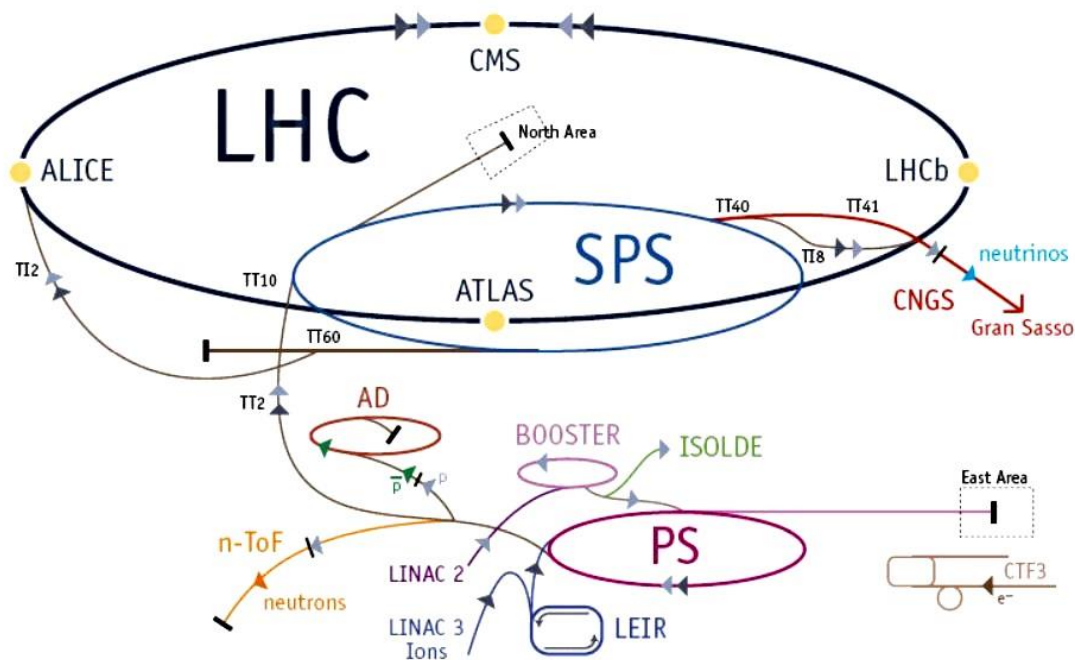 CMS
LHC
North Area
ALICE
LHCb
TT40
TT41
SPS
TI8
neutrinos
TI2
TT10
ATLAS
CNGS
Gran Sasso
TT60
TT2
AD
BOOSTER
ISOLDE
p
p
East Area
n-ToF
PS
LINAC 2
neutrons
CTF3
e⁻
LINAC 3
Ions
LEIR